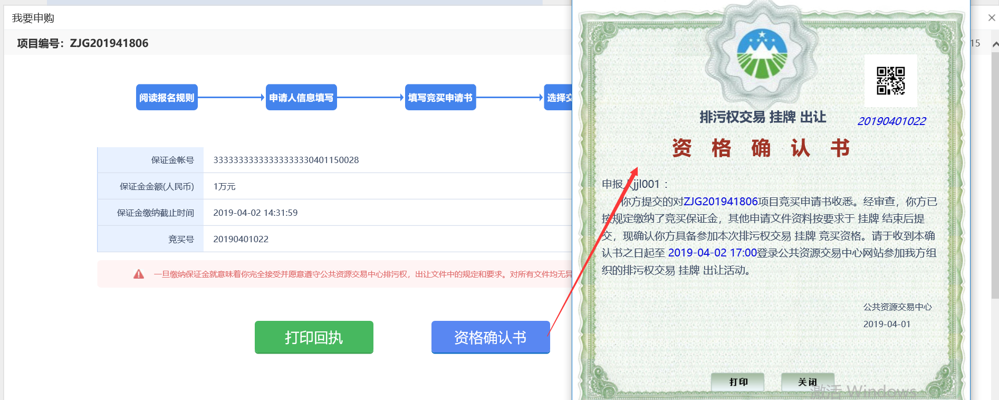 我要申购
项目编号：ZJG201941806
15
阅读报名规则
申请人信息填写
填写竞买申请书
选择交
保证金帐号
33333333333333333330401150028
保证金金额(人民币)
1万元
保证金缴纳截止时间
2019-04-02 14:31:59
竞买号
20190401022
一旦缴纳保证金就意味着你完全接受并愿意遵守公共资源交易中心排污权，出让文件中的规定和要求。对所有文件均无异
打印回执
资格确认书
排污权交易 挂牌 出让
20190401022
资 格 确 认 书
申报人jjl001：
你方提交的对ZJG201941806项目竞买申请书收悉。经审查，你方已
按规定缴纳了竞买保证金，其他申请文件资料按要求于 挂牌 结束后提
交，现确认你方具备参加本次排污权交易 挂牌 竞买资格。请于收到本确
认书之日起至 2019-04-02 17:00登录公共资源交易中心网站参加我方组
织的排污权交易 挂牌 出让活动。
公共资源交易中心
2019-04-01
打印
关闭
激活 Windows